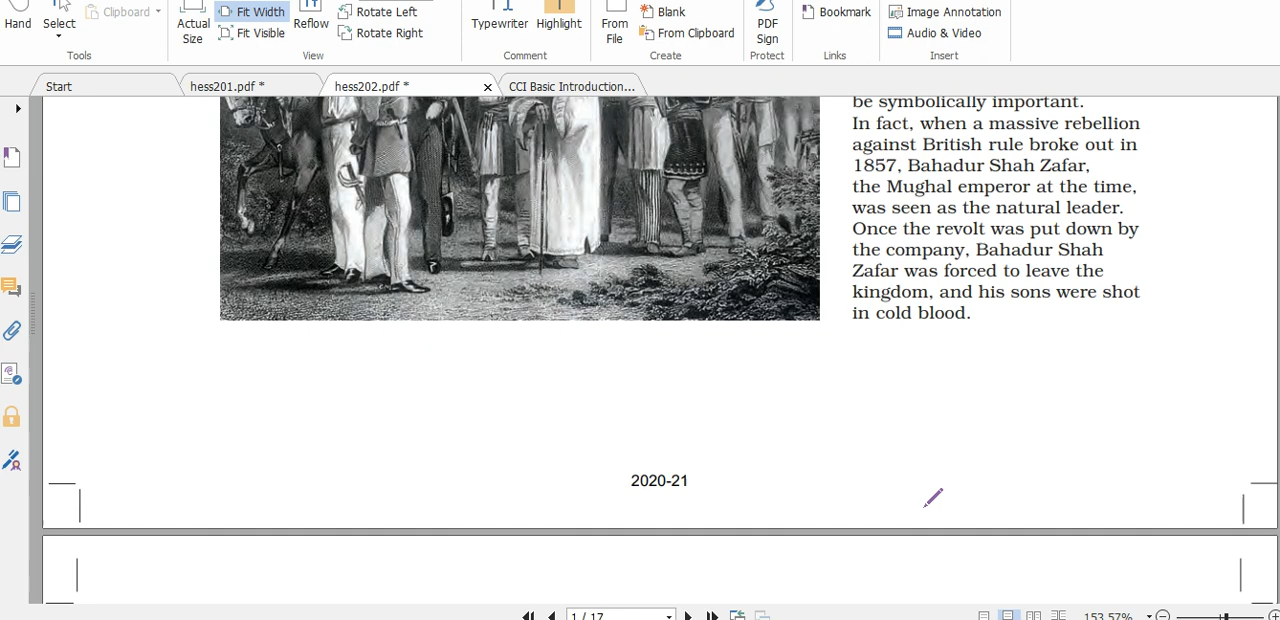 Hand
Select
Clipboard
Tools
Actual
Size
Fit Width
Fit Visible
Reflow
Rotate Left
Rotate Right
View
Typewriter
Highlight
Comment
From
File
Blank
From Clipboard
Create
PDF
Sign
Protect
Bookmark
Links
Image Annotation
Audio & Video
Insert
Start
hess201.pdf *
hess202.pdf *
CCI Basic Introduction...
be symbolically important.
In fact, when a massive rebellion
against British rule broke out in
1857, Bahadur Shah Zafar,
the Mughal emperor at the time,
was seen as the natural leader.
Once the revolt was put down by
the company, Bahadur Shah
Zafar was forced to leave the
kingdom, and his sons were shot
in cold blood.
2020-21
1 / 17
153.57%